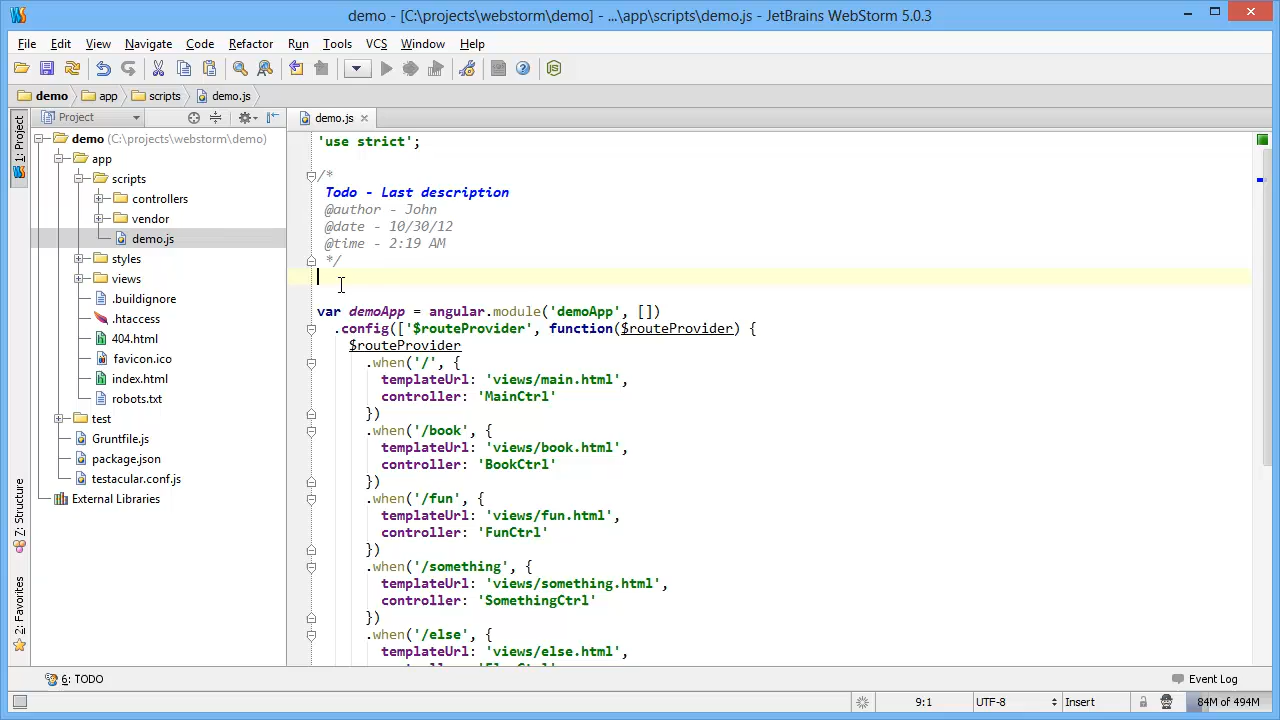 demo - [C:\projects\webstorm\demo] - ...\app\scripts\demo.js - JetBrains WebStorm 5.0.3
File Edit View Navigate Code Refactor Run Tools VCS Window Help
demo app scripts demo.js
Project
demo.js
1: Project
Z: Structure
2: Favorites
demo (C:\projects\webstorm\demo)
app
scripts
controllers
vendor
demo.js
styles
views
.buildignore
.htaccess
404.html
favicon.ico
index.html
robots.txt
test
Gruntfile.js
package.json
testacular.conf.js
External Libraries
'use strict';
/*
Todo - Last description
@author - John
@date - 10/30/12
@time - 2:19 AM
*/
var demoApp = angular.module('demoApp', [])
.config(['$routeProvider', function($routeProvider) {
$routeProvider
.when('/', {
templateUrl: 'views/main.html',
controller: 'MainCtrl'
})
.when('/book', {
templateUrl: 'views/book.html',
controller: 'BookCtrl'
})
.when('/fun', {
templateUrl: 'views/fun.html',
controller: 'FunCtrl'
})
.when('/something', {
templateUrl: 'views/something.html',
controller: 'SomethingCtrl'
})
.when('/else', {
templateUrl: 'views/else.html',
6: TODO
Event Log
9:1 UTF-8 Insert 84M of 494M